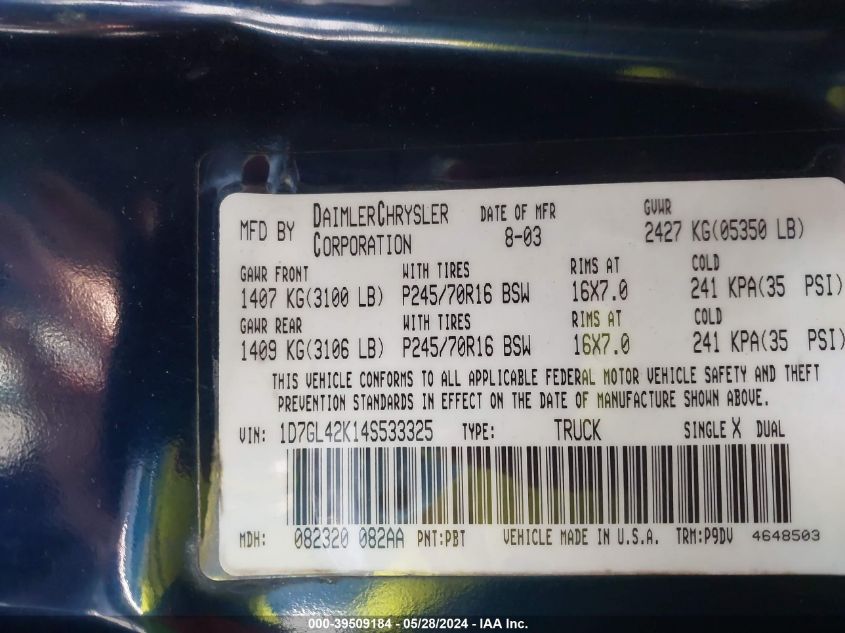 MFD BY DAIMLERCHRYSLER CORPORATION DATE OF MFR 8-03 GVWR 2427 KG(05350 LB)
GAWR FRONT WITH TIRES RIMS AT COLD
1407 KG(3100 LB) P245/70R16 BSW 16X7.0 241 KPA(35 PSI)
GAWR REAR WITH TIRES RIMS AT COLD
1409 KG(3106 LB) P245/70R16 BSW 16X7.0 241 KPA(35 PSI)
THIS VEHICLE CONFORMS TO ALL APPLICABLE FEDERAL MOTOR VEHICLE SAFETY AND THEFT
PREVENTION STANDARDS IN EFFECT ON THE DATE OF MANUFACTURE SHOWN ABOVE.
VIN: 1D7GL42K14S533325 TYPE: TRUCK SINGLE X DUAL
MDH: 082320 082AA PNT:PBT VEHICLE MADE IN U.S.A. TRM:P9DV 4648503
000-39509184 - 05/28/2024 - IAA Inc.